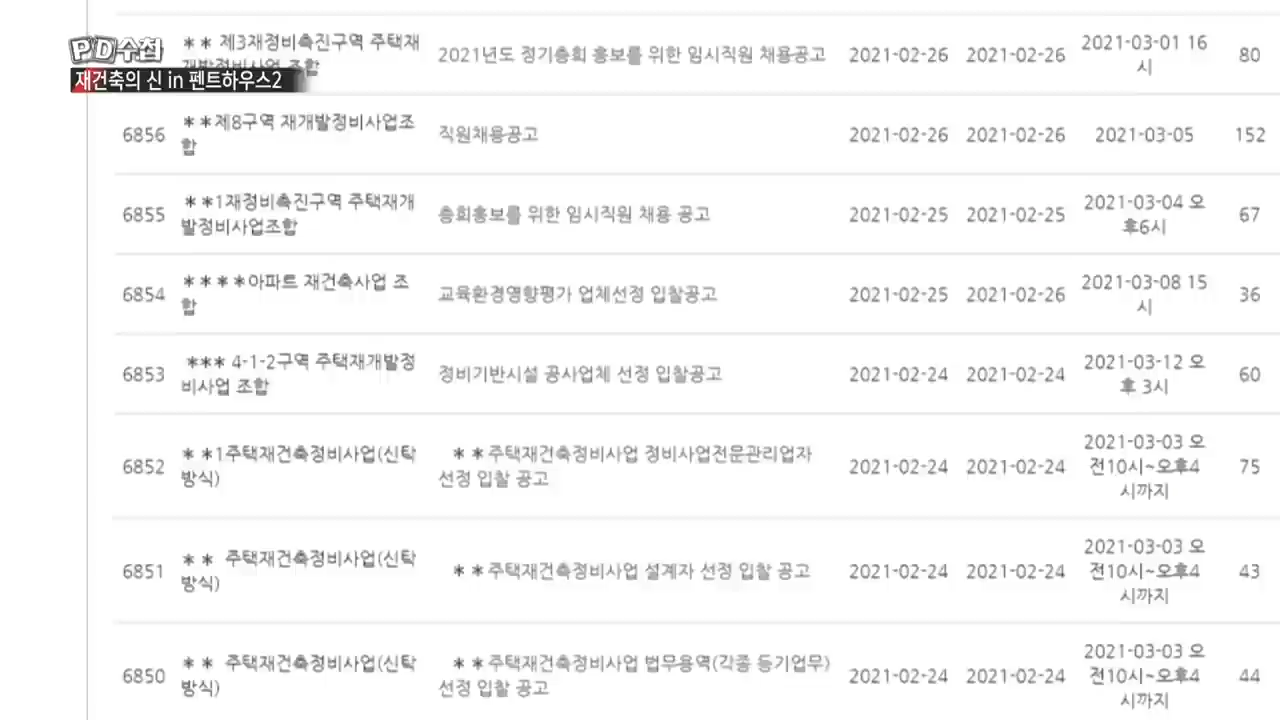 PD수첩
재건축의 신 in 펜트하우스2
** 제3재정비촉진구역 주택재
개발정비사업 조합
2021년도 정기총회 홍보를 위한 임시직원 채용공고
2021-02-26
2021-02-26
2021-03-01 16
시
80
6856
**제8구역 재개발정비사업조
합
직원채용공고
2021-02-26
2021-02-26
2021-03-05
152
6855
**1재정비촉진구역 주택재개
발정비사업조합
총회홍보를 위한 임시직원 채용 공고
2021-02-25
2021-02-25
2021-03-04 오
후6시
67
6854
****아파트 재건축사업 조
합
교육환경영향평가 업체선정 입찰공고
2021-02-25
2021-02-26
2021-03-08 15
시
36
6853
*** 4-1-2구역 주택재개발정
비사업 조합
정비기반시설 공사업체 선정 입찰공고
2021-02-24
2021-02-24
2021-03-12 오
후 3시
60
6852
**1주택재건축정비사업(신탁
방식)
**주택재건축정비사업 정비사업전문관리업자
선정 입찰 공고
2021-02-24
2021-02-24
2021-03-03 오
전10시~오후4
시까지
75
6851
** 주택재건축정비사업(신탁
방식)
**주택재건축정비사업 설계자 선정 입찰 공고
2021-02-24
2021-02-24
2021-03-03 오
전10시~오후4
시까지
43
6850
** 주택재건축정비사업(신탁
방식)
**주택재건축정비사업 법무용역(각종 등기업무)
선정 입찰 공고
2021-02-24
2021-02-24
2021-03-03 오
전10시~오후4
시까지
44